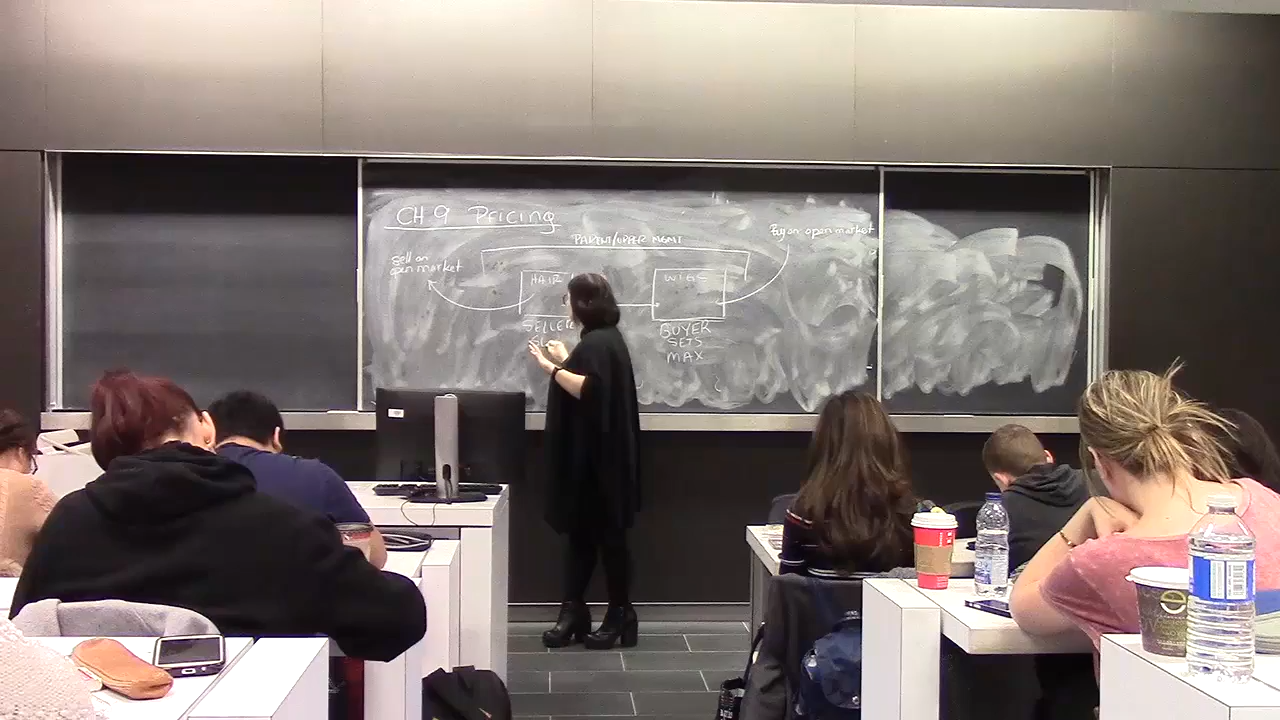 CH 9 Pricing
PARENT/UPPER MGMT
Buy on open market
Sell on
open market
HAIR
WIGS
SELLER
BUYER
SETS
MAX